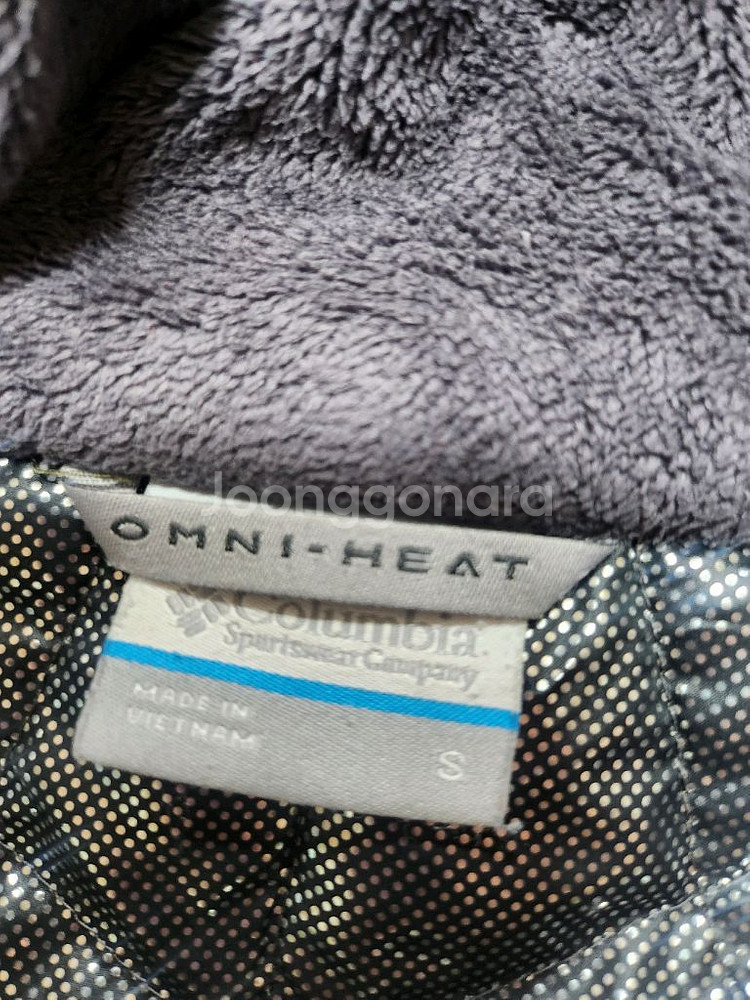 Joonggonara
OMNI-HEAT
Columbia
Sportswear Company
MADE IN
VIETNAM
S